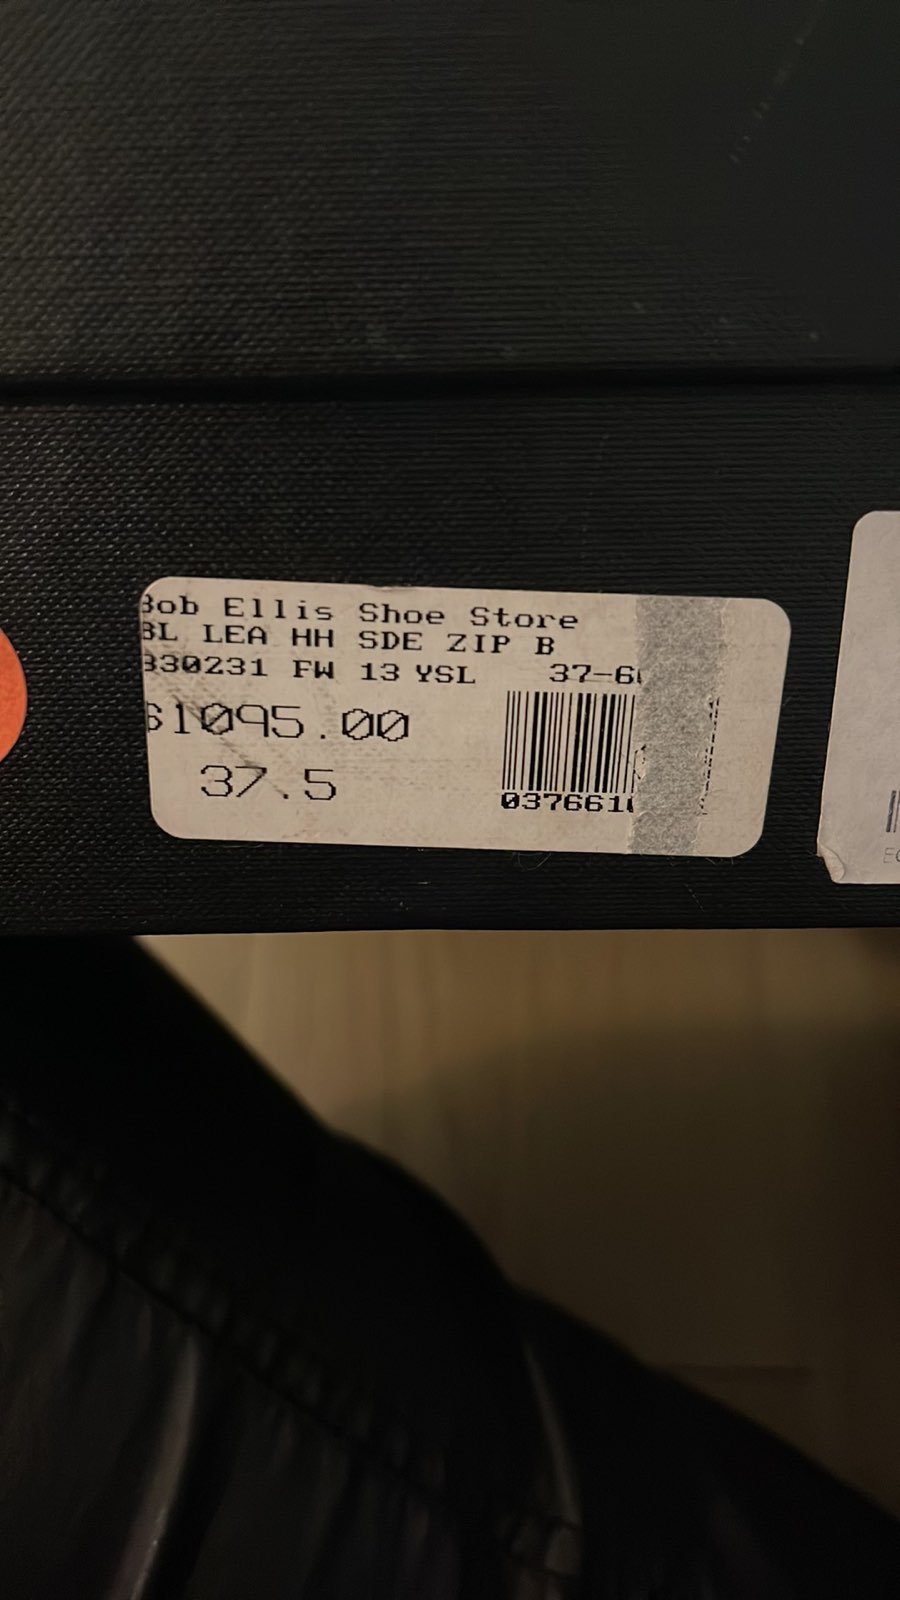 Bob Ellis Shoe Store
BL LEA HH SDE ZIP B
330231 FW 13 YSL 37-6
$1095.00
37.5
037661